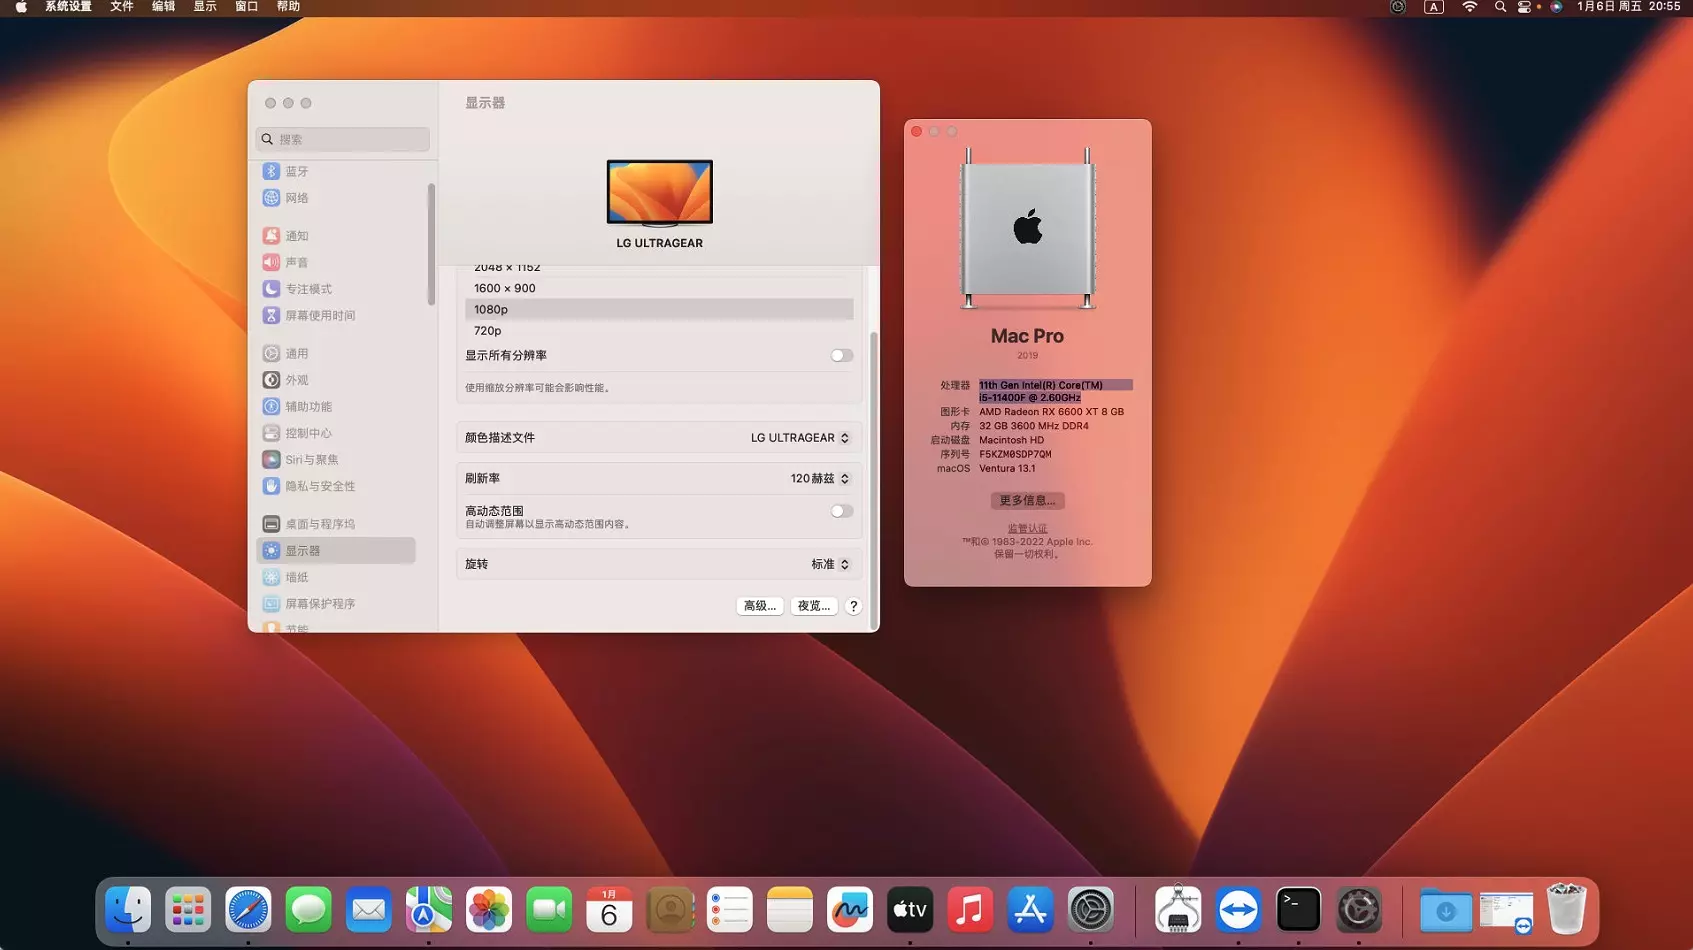 系统设置 文件 编辑 显示 窗口 帮助
A 1月6日 周五 20:55
搜索
蓝牙
网络
通知
声音
专注模式
屏幕使用时间
通用
外观
辅助功能
控制中心
Siri与聚焦
隐私与安全性
桌面与程序坞
显示器
墙纸
屏幕保护程序
节能
显示器
LG ULTRAGEAR
2048 × 1152
1600 × 900
1080p
720p
显示所有分辨率
使用缩放分辨率可能会影响性能。
颜色描述文件 LG ULTRAGEAR
刷新率 120赫兹
高动态范围
自动调整屏幕以显示高动态范围内容。
旋转 标准
高级... 夜览... ?
Mac Pro
2019
处理器 11th Gen Intel(R) Core(TM)
i5-11400F @ 2.60GHz
图形卡 AMD Radeon RX 6600 XT 8 GB
内存 32 GB 3600 MHz DDR4
启动磁盘 Macintosh HD
序列号 F5KZM0SDP7QM
macOS Ventura 13.1
更多信息...
监管认证
™和© 1983-2022 Apple Inc.
保留一切权利。
1月
6
tv
>_